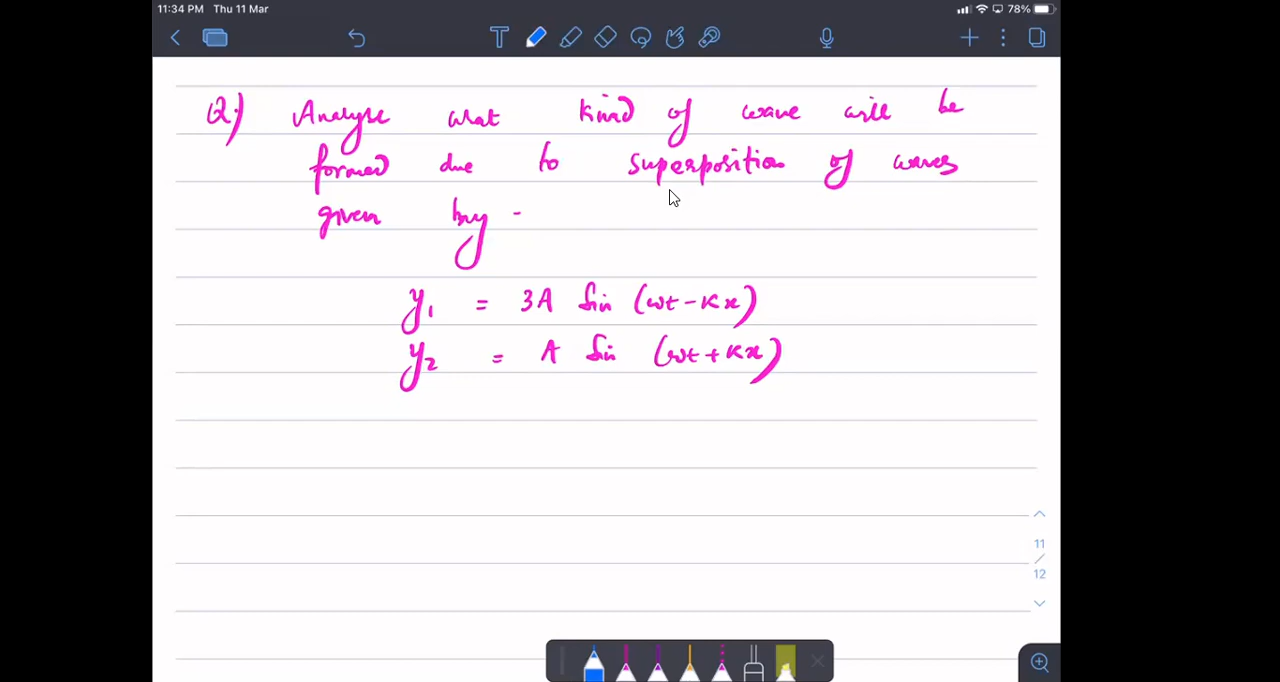 11:34 PM Thu 11 Mar
78%
T
Q.) Analyse what kind of wave will be
formed due to superposition of waves
given by -
y₁ = 3A Sin (ωt - Kx)
y₂ = A Sin (ωt + Kx)
11
/
12